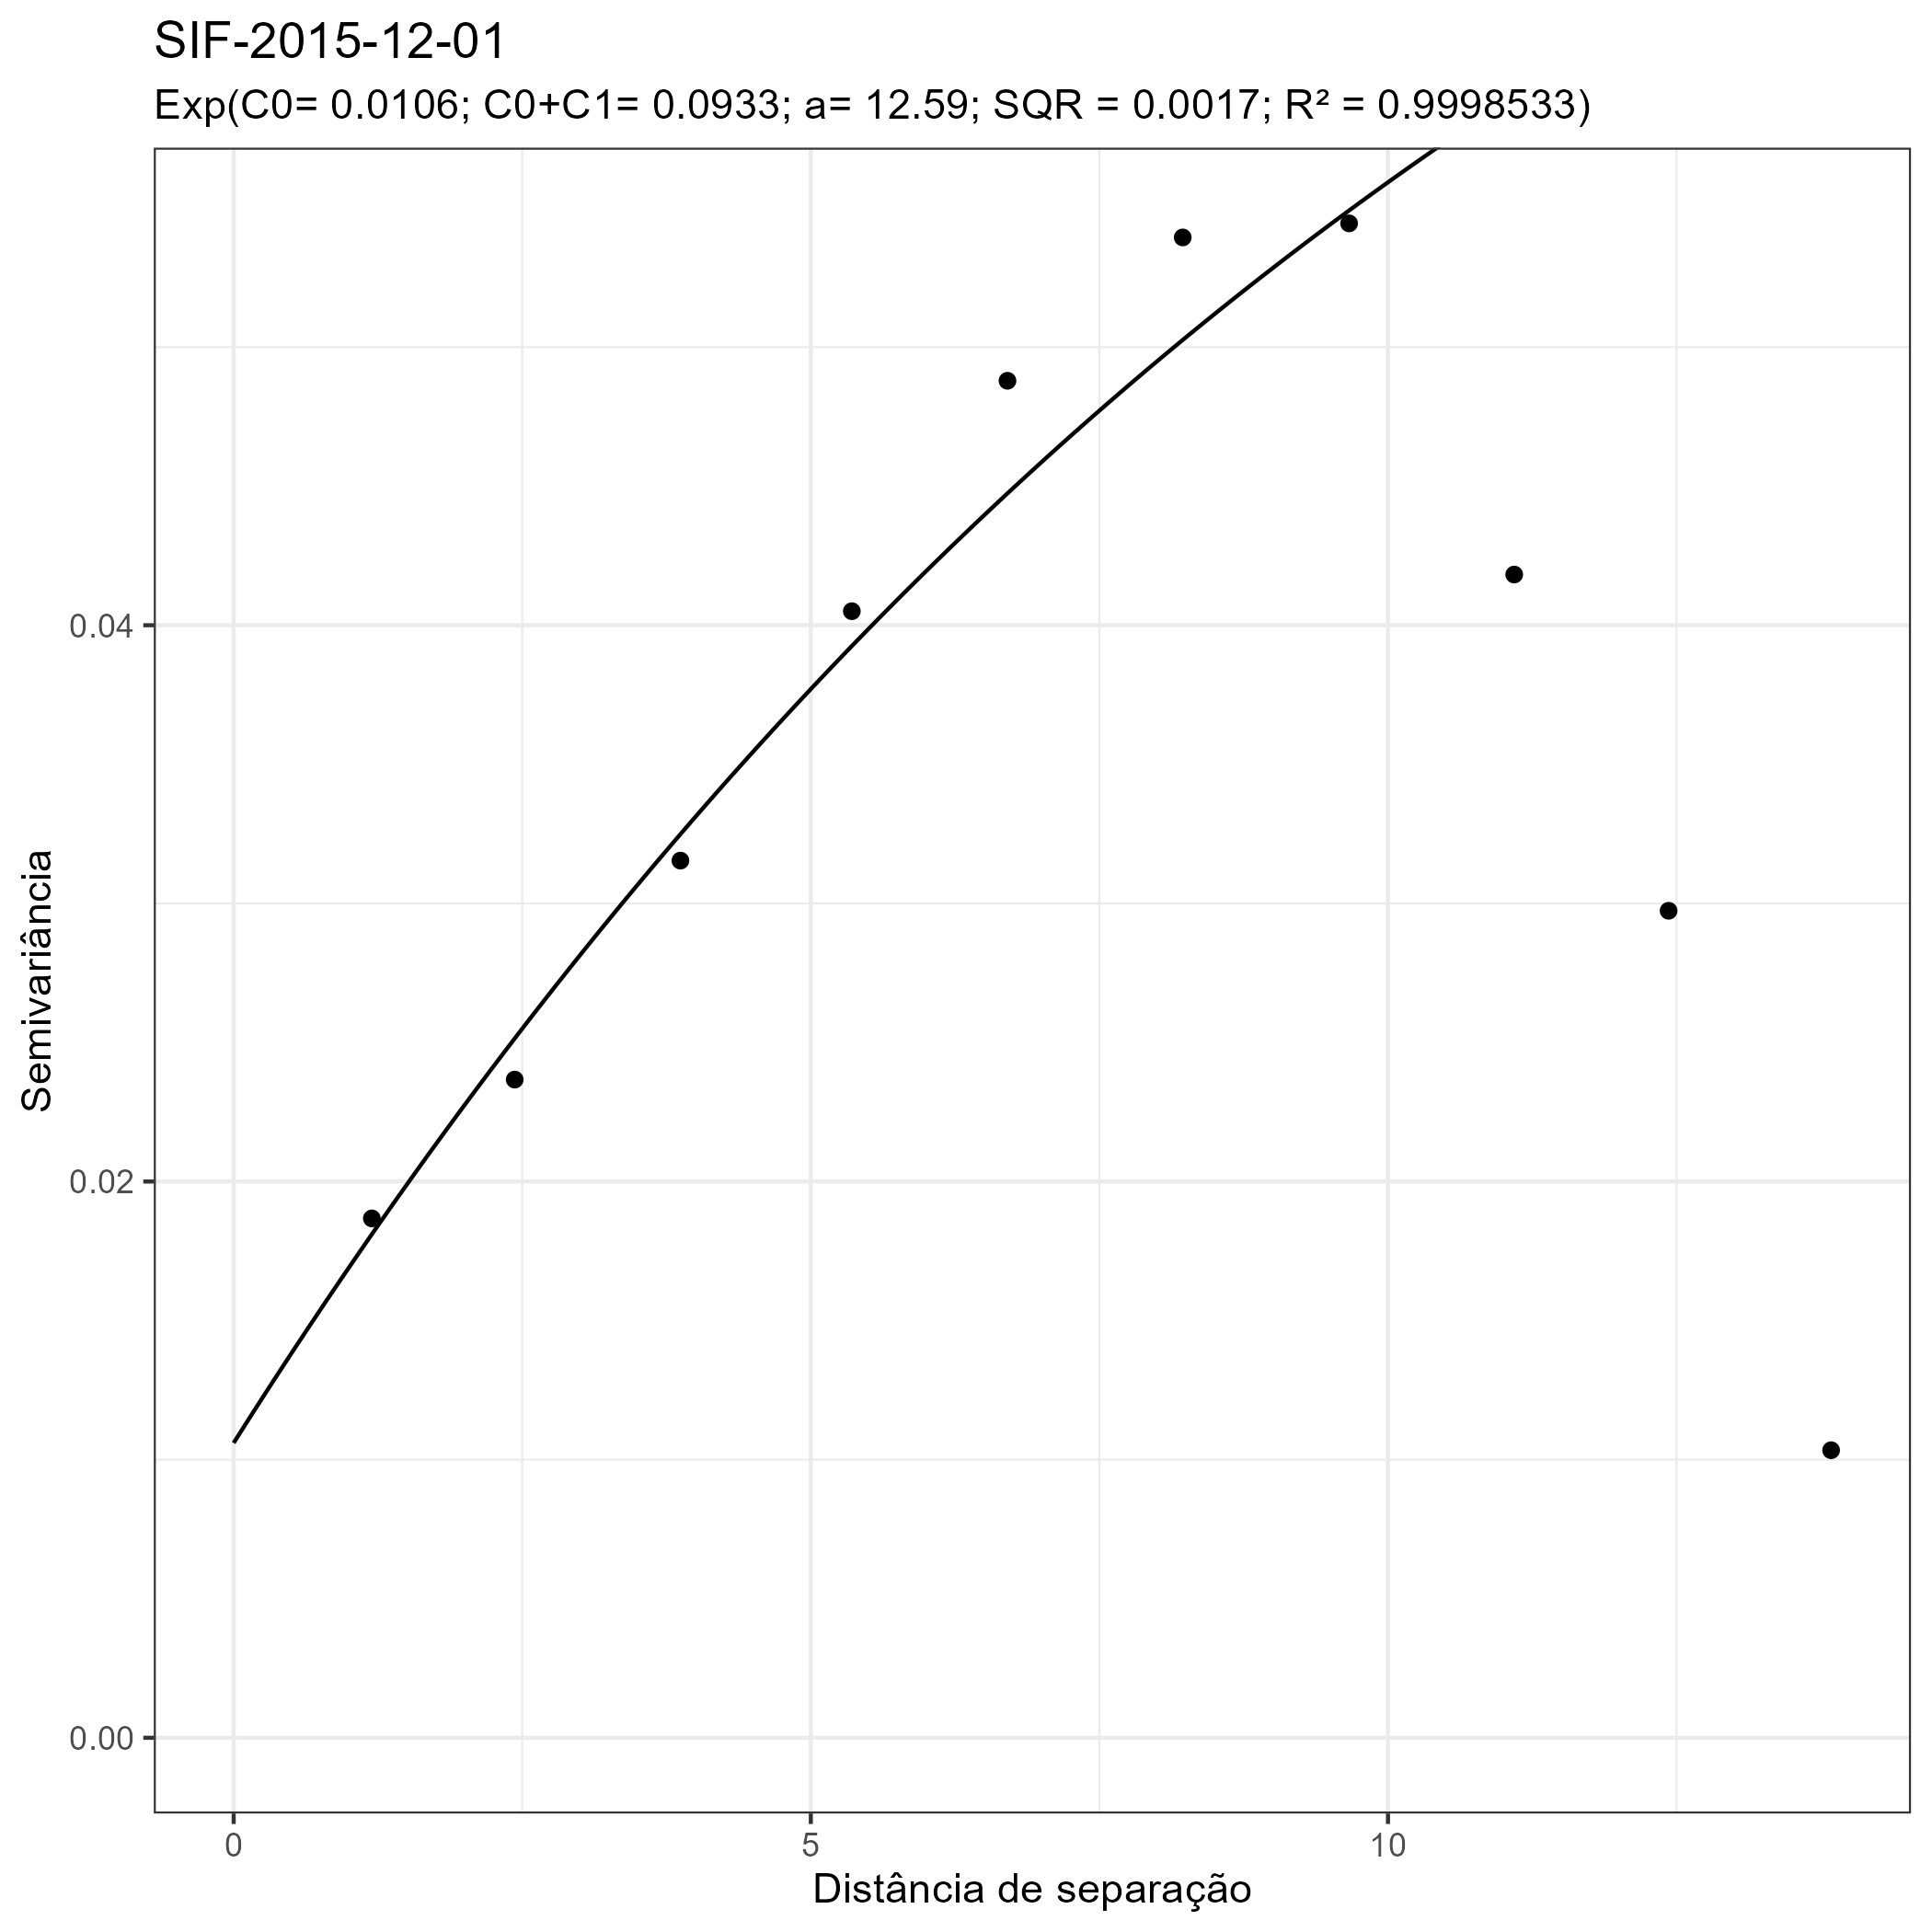 SIF-2015-12-01
Exp(C0= 0.0106; C0+C1= 0.0933; a= 12.59; SQR = 0.0017; R² = 0.9998533)
Semivariância
0.04
0.02
0.00
0
5
10
Distância de separação